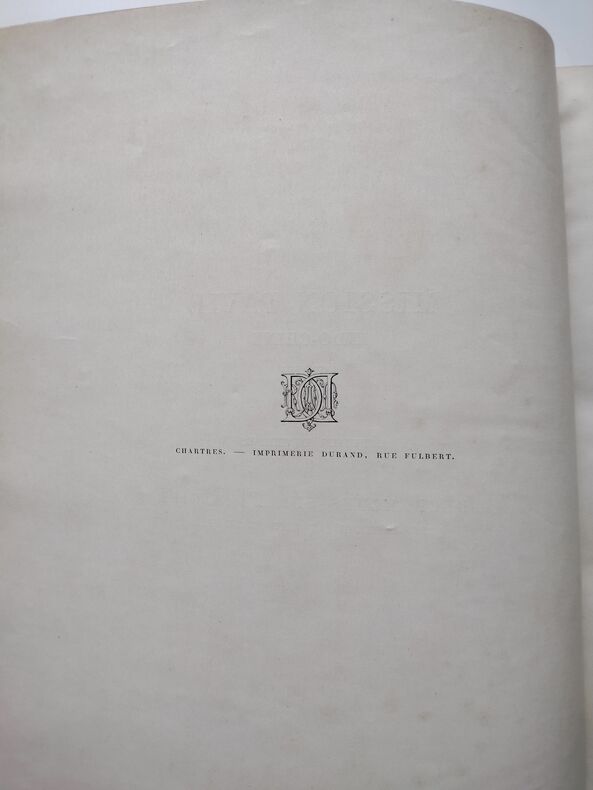 CHARTRES. — IMPRIMERIE DURAND, RUE FULBERT.